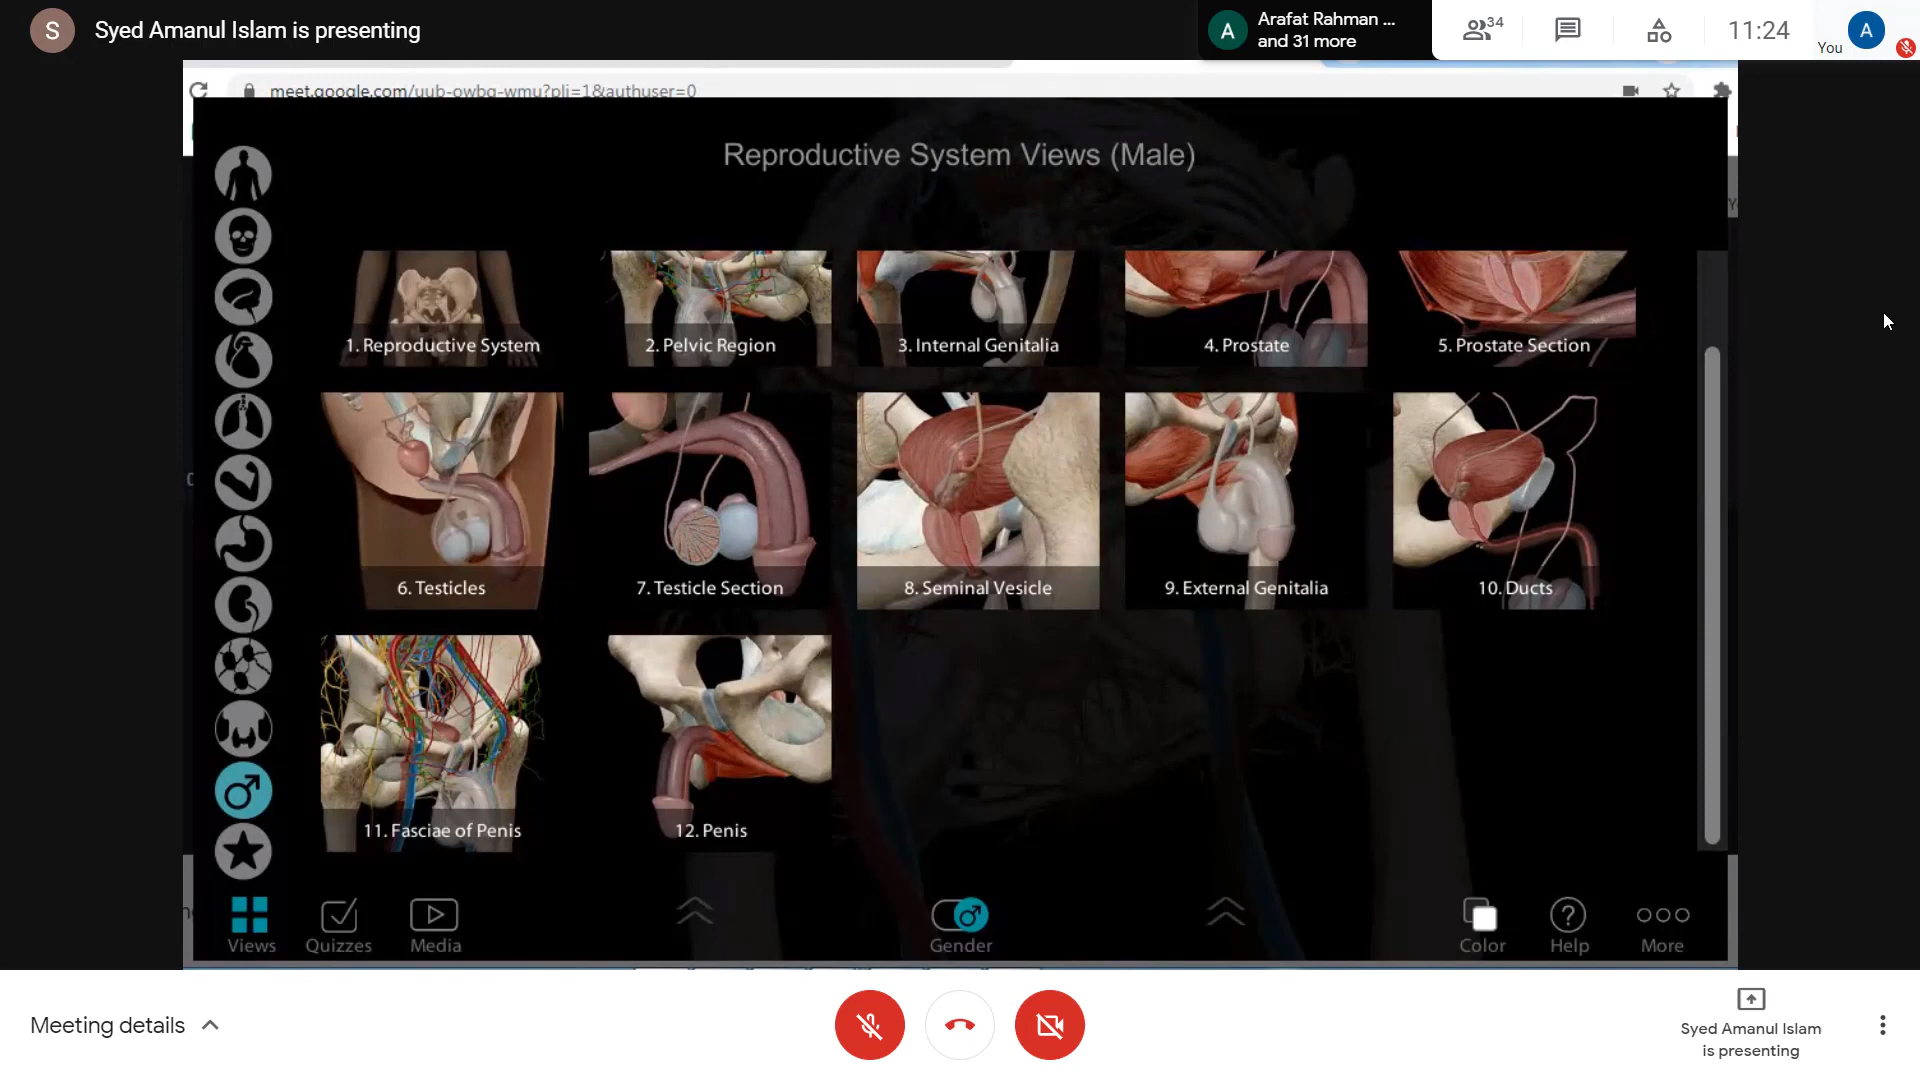 S
Syed Amanul Islam is presenting
A
Arafat Rahman ...
and 31 more
34
11:24
You
A
meet.google.com/uub-owbq-wmu?pli=1&authuser=0
Reproductive System Views (Male)
1. Reproductive System
2. Pelvic Region
3. Internal Genitalia
4. Prostate
5. Prostate Section
6. Testicles
7. Testicle Section
8. Seminal Vesicle
9. External Genitalia
10. Ducts
11. Fasciae of Penis
12. Penis
Views
Quizzes
Media
Gender
Color
Help
More
Meeting details
Syed Amanul Islam
is presenting